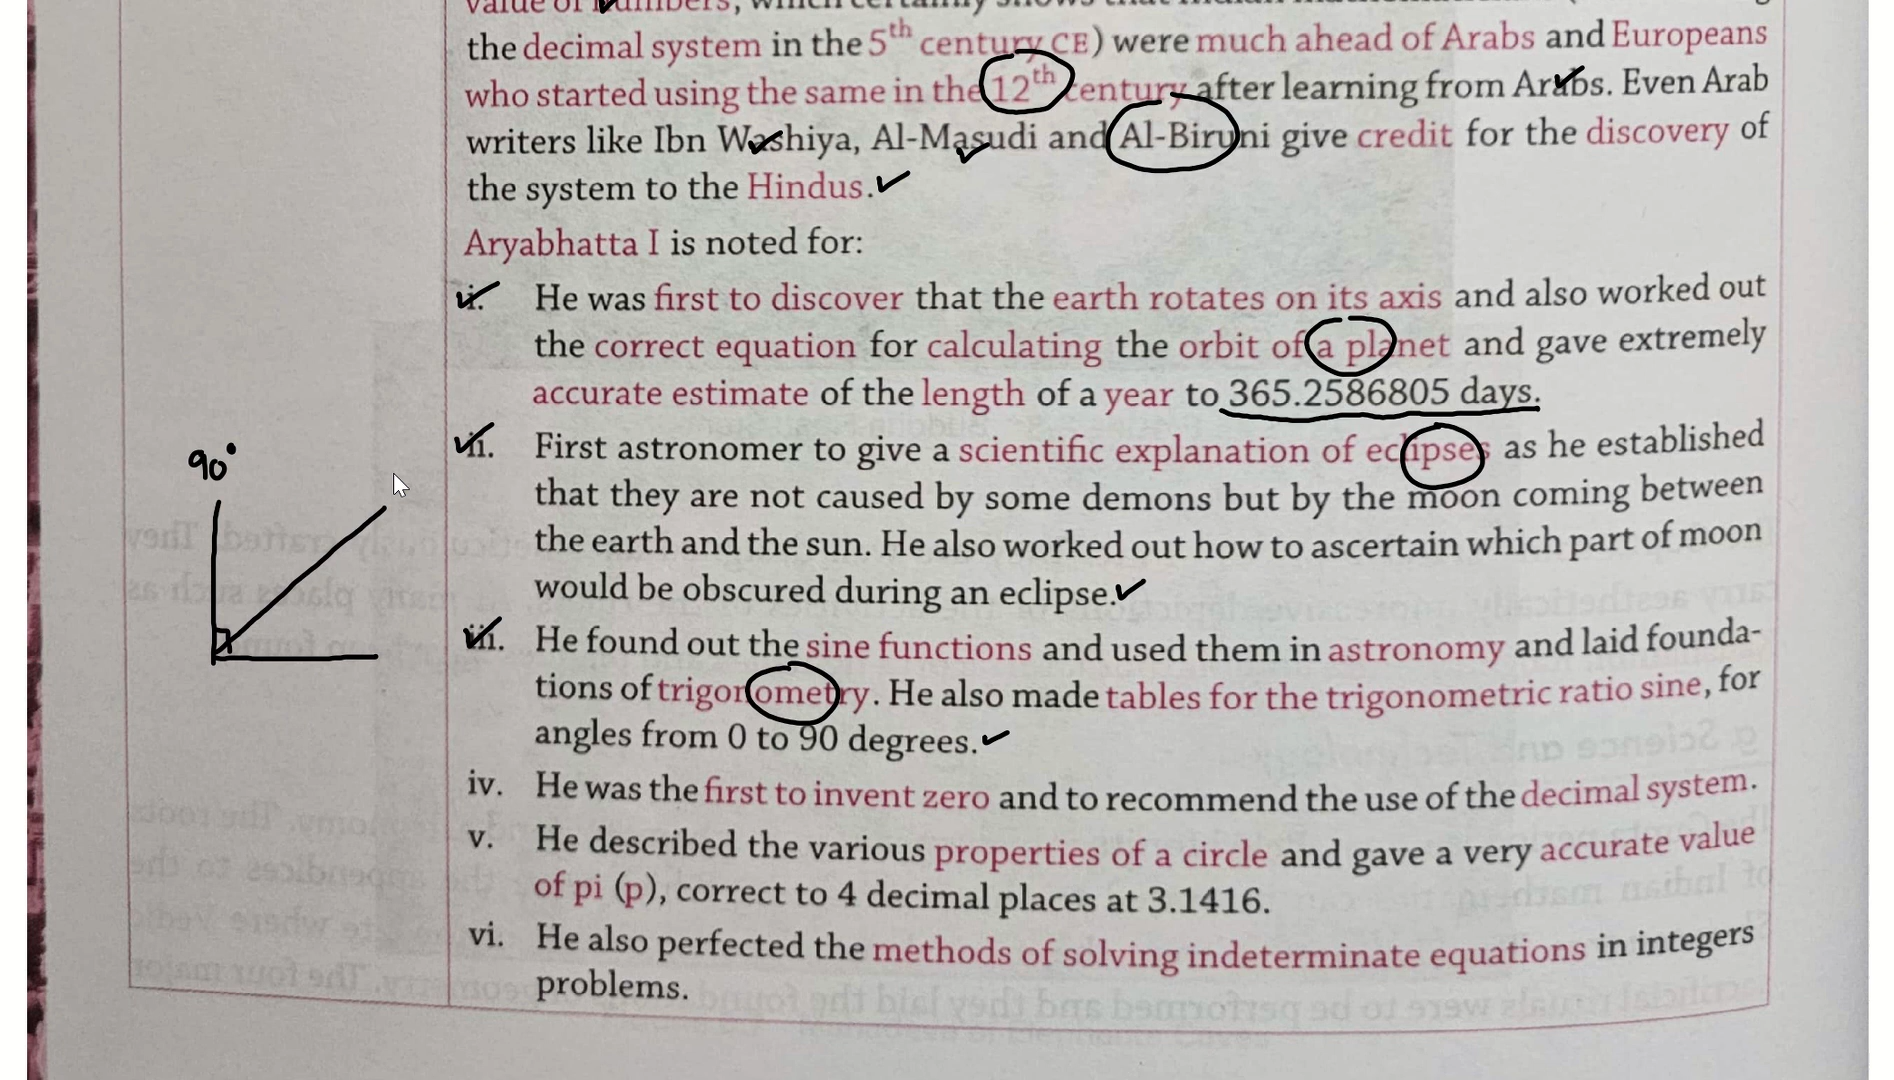 the decimal system in the 5th century CE) were much ahead of Arabs and Europeans
who started using the same in the 12th century after learning from Arabs. Even Arab
writers like Ibn Washiya, Al-Masudi and Al-Biruni give credit for the discovery of
the system to the Hindus.
Aryabhatta I is noted for:
i. He was first to discover that the earth rotates on its axis and also worked out
the correct equation for calculating the orbit of a planet and gave extremely
accurate estimate of the length of a year to 365.2586805 days.
ii. First astronomer to give a scientific explanation of eclipses as he established
that they are not caused by some demons but by the moon coming between
the earth and the sun. He also worked out how to ascertain which part of moon
would be obscured during an eclipse.
iii. He found out the sine functions and used them in astronomy and laid founda-
tions of trigonometry. He also made tables for the trigonometric ratio sine, for
angles from 0 to 90 degrees.
iv. He was the first to invent zero and to recommend the use of the decimal system.
v. He described the various properties of a circle and gave a very accurate value
of pi (p), correct to 4 decimal places at 3.1416.
vi. He also perfected the methods of solving indeterminate equations in integers
problems.
90°